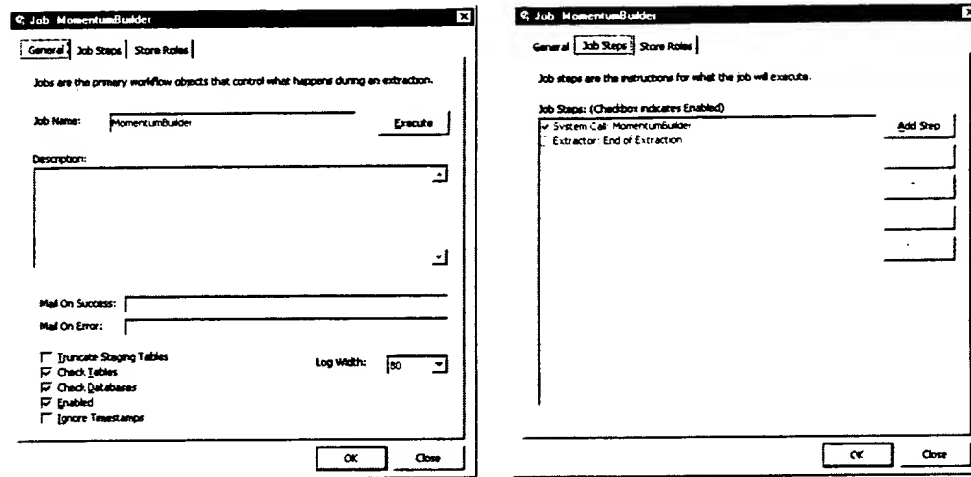 Job MomentumBuilder
General Job Steps Store Roles
Jobs are the primary workflow objects that control what happens during an extraction.
Job Name: MomentumBuilder Execute
Description:
Mail On Success:
Mail On Error:
Truncate Staging Tables
Log Width: 80
Check Tables
Check Databases
Enabled
Ignore Timestamps
OK Close
Job MomentumBuilder
General Job Steps Store Roles
Job steps are the instructions for what the job will execute.
Job Steps: (Checkbox indicates Enabled)
System Call: MomentumBuilder Add Step
Extractor: End of Extraction
OK Close